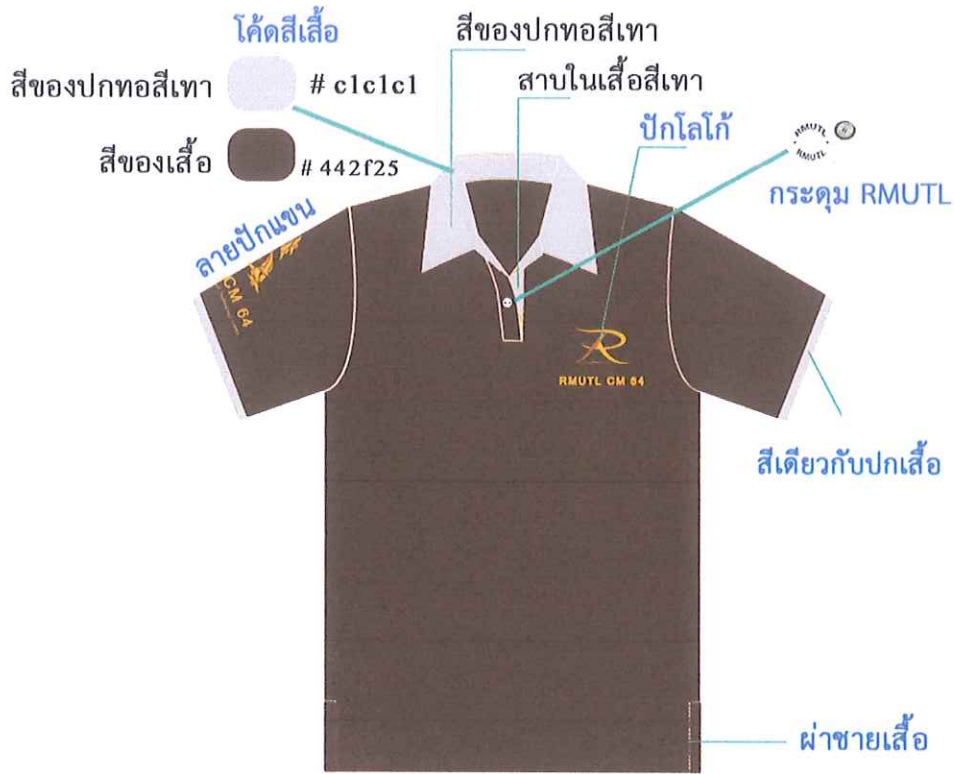 โค้ดสีเสื้อ
สีของปกทอสีเทา
# c1c1c1
สีของเสื้อ
# 442f25
สีของปกทอสีเทา
สาบในเสื้อสีเทา
ปักโลโก้
RMUTL
RMUTL
กระดุม RMUTL
ลายปักแขน
CM 64
RMUTL CM 64
สีเดียวกับปกเสื้อ
ผ่าชายเสื้อ